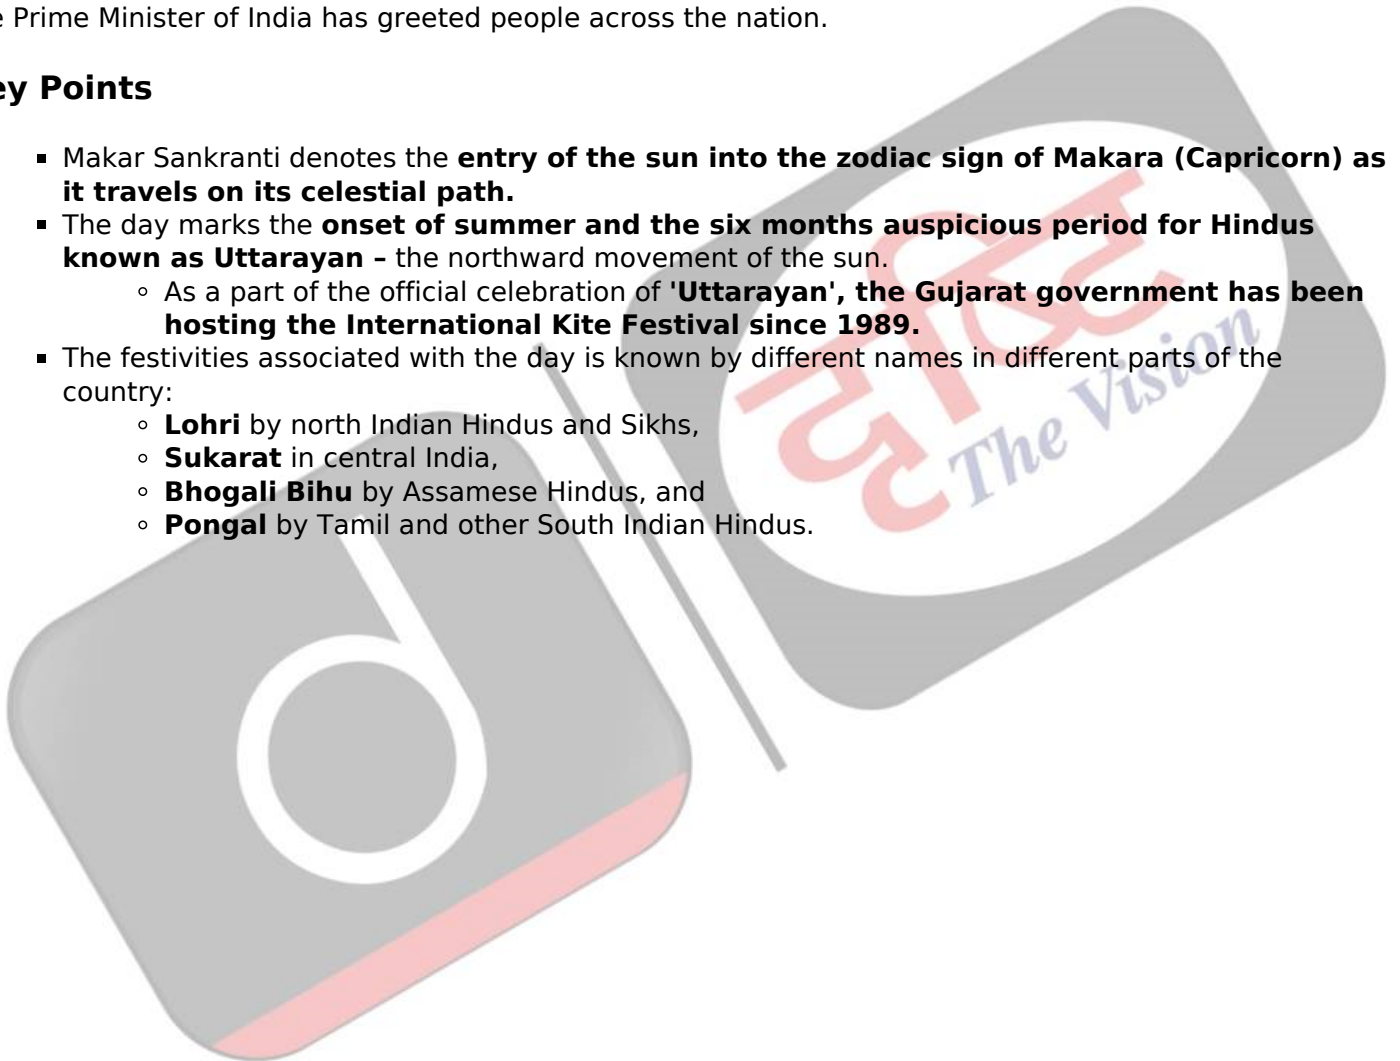 e Prime Minister of India has greeted people across the nation.
ey Points
▪ Makar Sankranti denotes the entry of the sun into the zodiac sign of Makara (Capricorn) as
it travels on its celestial path.
▪ The day marks the onset of summer and the six months auspicious period for Hindus
known as Uttarayan – the northward movement of the sun.
◦ As a part of the official celebration of 'Uttarayan', the Gujarat government has been
hosting the International Kite Festival since 1989.
▪ The festivities associated with the day is known by different names in different parts of the
country:
◦ Lohri by north Indian Hindus and Sikhs,
◦ Sukarat in central India,
◦ Bhogali Bihu by Assamese Hindus, and
◦ Pongal by Tamil and other South Indian Hindus.
दृष्टि
The Vision